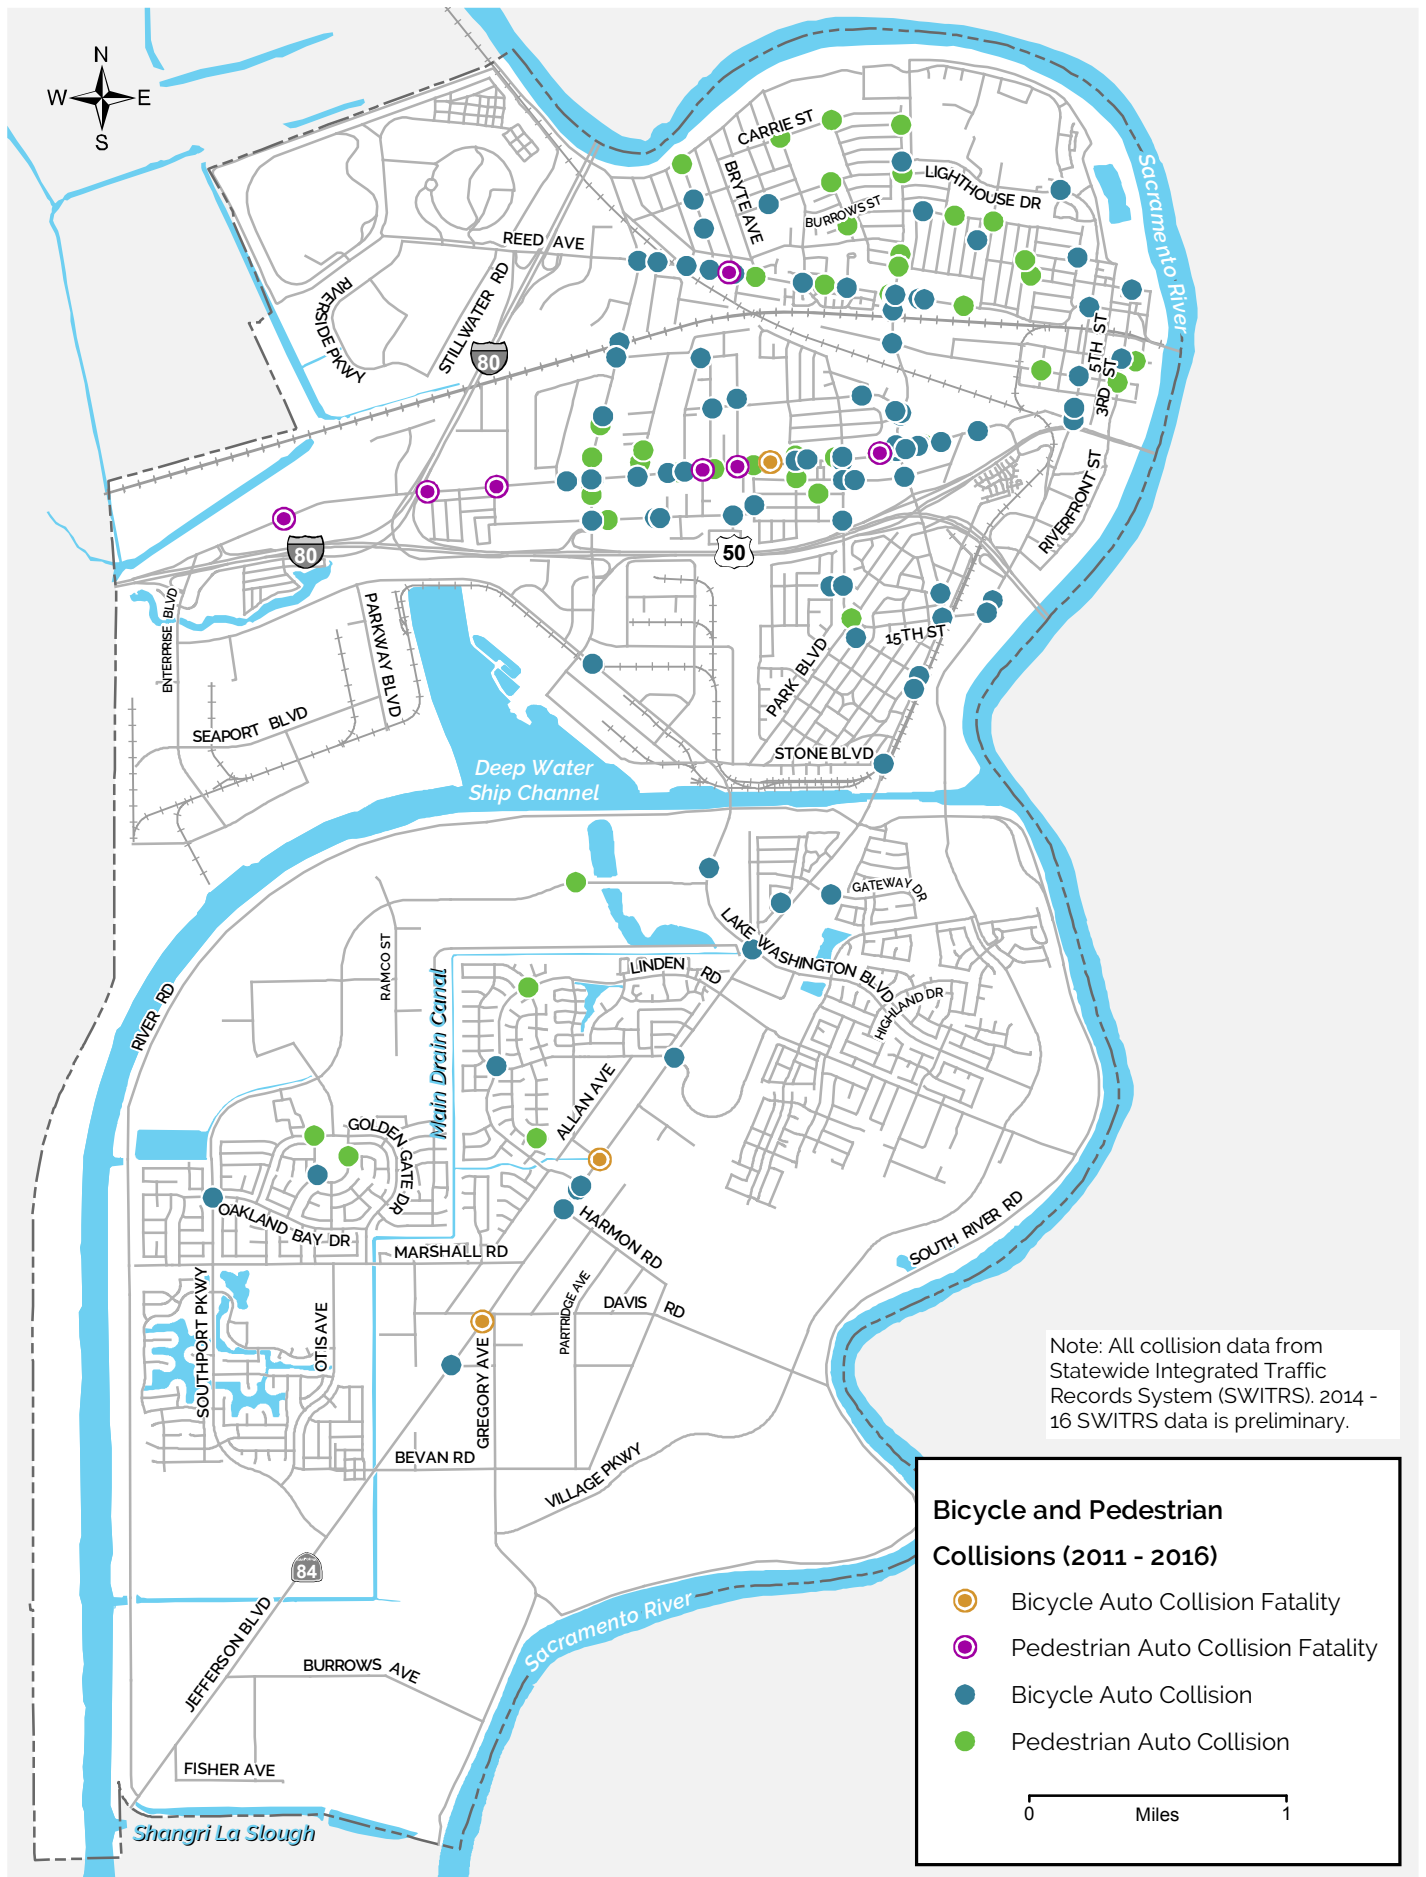 N
W E
S
CARRIE ST
BRYTE AVE
LIGHTHOUSE DR
BURROWS ST
Sacramento River
REED AVE
RIVERSIDE PKWY
STILLWATER RD
80
5TH ST
3RD ST
RIVERFRONT ST
80
50
ENTERPRISE BLVD
PARKWAY BLVD
15TH ST
PARK BLVD
SEAPORT BLVD
STONE BLVD
Deep Water
Ship Channel
GATEWAY DR
LAKE WASHINGTON BLVD
RAMCO ST
LINDEN RD
HIGHLAND DR
RIVER RD
Main Drain Canal
ALLAN AVE
GOLDEN GATE DR
OAKLAND BAY DR
HARMON RD
SOUTH RIVER RD
MARSHALL RD
SOUTHPORT PKWY
OTIS AVE
PARTRIDGE AVE
DAVIS RD
GREGORY AVE
BEVAN RD
VILLAGE PKWY
84
JEFFERSON BLVD
Sacramento River
BURROWS AVE
FISHER AVE
Shangri La Slough
Note: All collision data from
Statewide Integrated Traffic
Records System (SWITRS). 2014 -
16 SWITRS data is preliminary.
Bicycle and Pedestrian
Collisions (2011 - 2016)
Bicycle Auto Collision Fatality
Pedestrian Auto Collision Fatality
Bicycle Auto Collision
Pedestrian Auto Collision
0 Miles 1